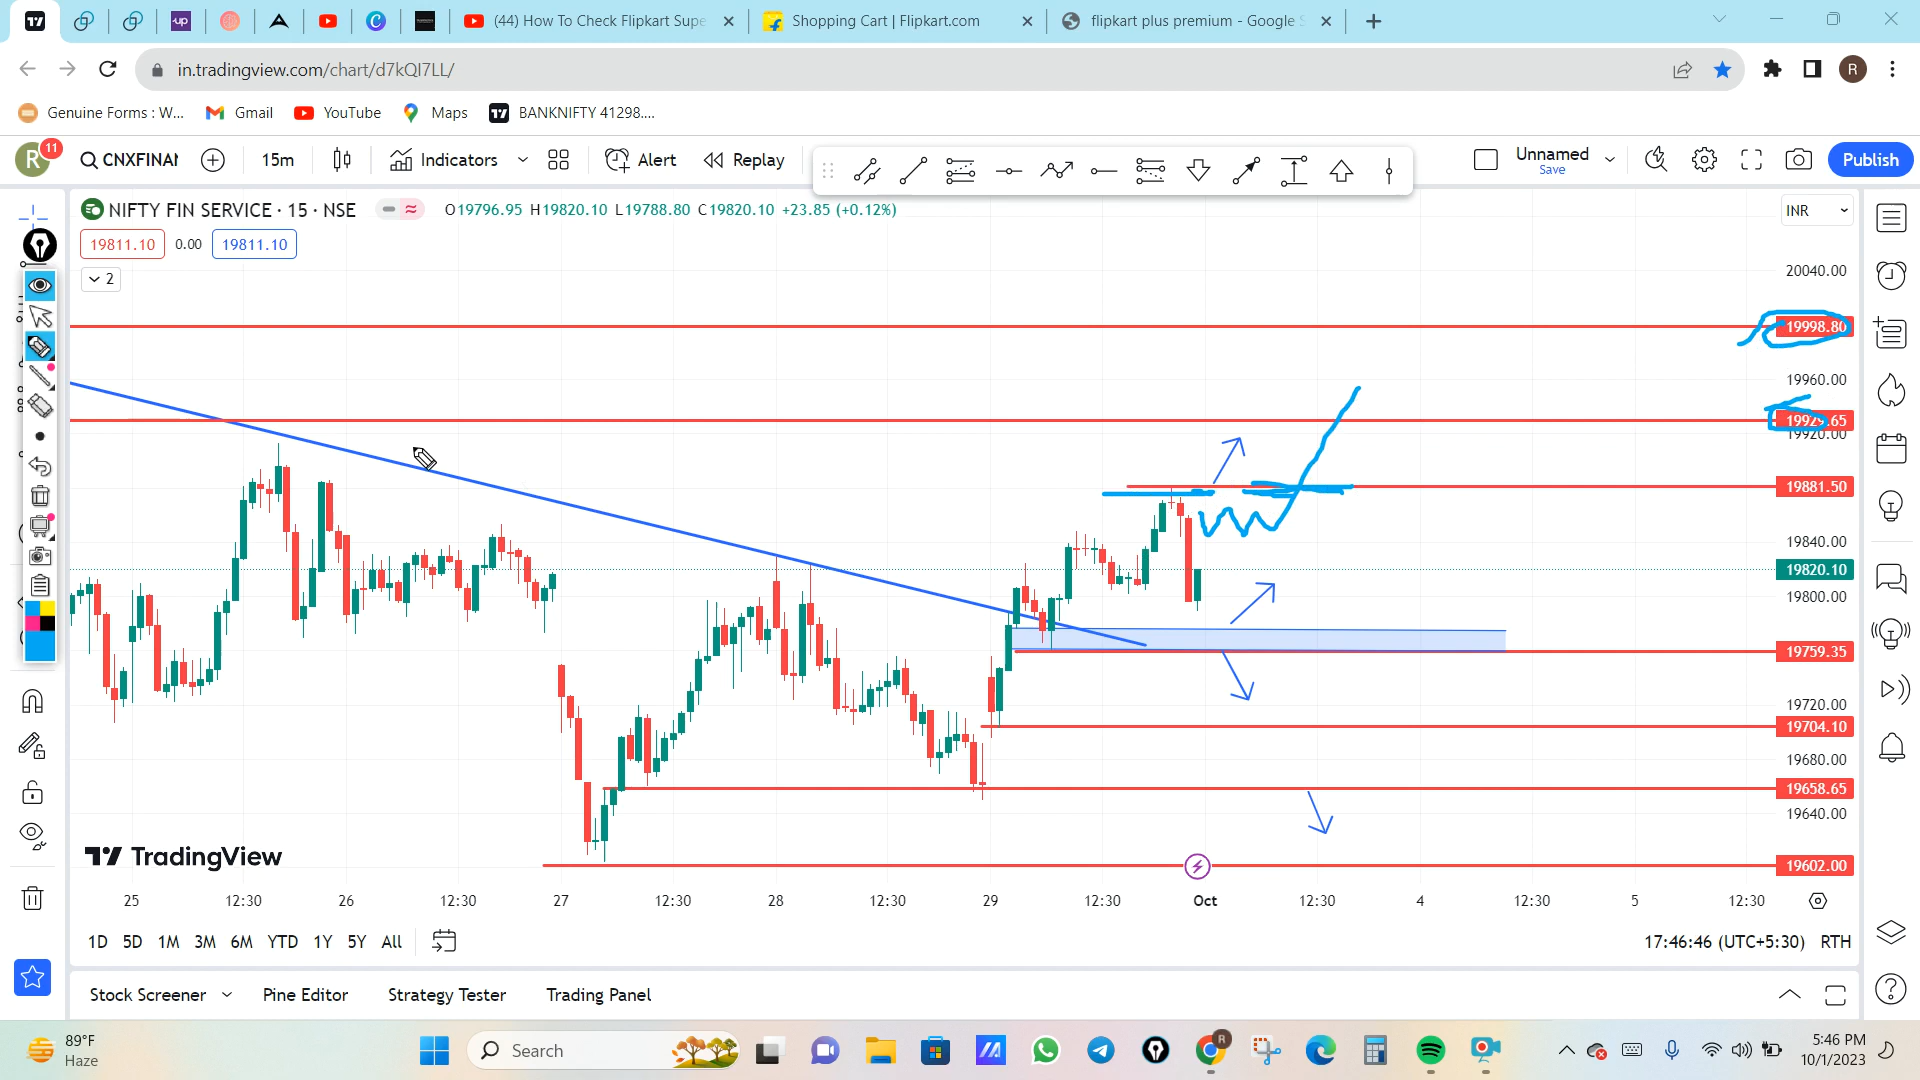 (44) How To Check Flipkart Supe
Shopping Cart | Flipkart.com
flipkart plus premium - Google S
in.tradingview.com/chart/d7kQI7LL/
R
Genuine Forms : W...
Gmail
YouTube
Maps
BANKNIFTY 41298....
R
11
CNXFINAN
15m
Indicators
Alert
Replay
Unnamed
Save
Publish
NIFTY FIN SERVICE · 15 · NSE
O19796.95 H19820.10 L19788.80 C19820.10 +23.85 (+0.12%)
INR
19811.10
0.00
19811.10
2
20040.00
19998.80
19960.00
19929.65
19920.00
19881.50
19840.00
19820.10
19800.00
19759.35
19720.00
19704.10
19680.00
19658.65
19640.00
19602.00
TradingView
25
12:30
26
12:30
27
12:30
28
12:30
29
12:30
Oct
12:30
4
12:30
5
12:30
1D 5D 1M 3M 6M YTD 1Y 5Y All
17:46:46 (UTC+5:30) RTH
Stock Screener
Pine Editor
Strategy Tester
Trading Panel
89°F
Haze
Search
5:46 PM
10/1/2023